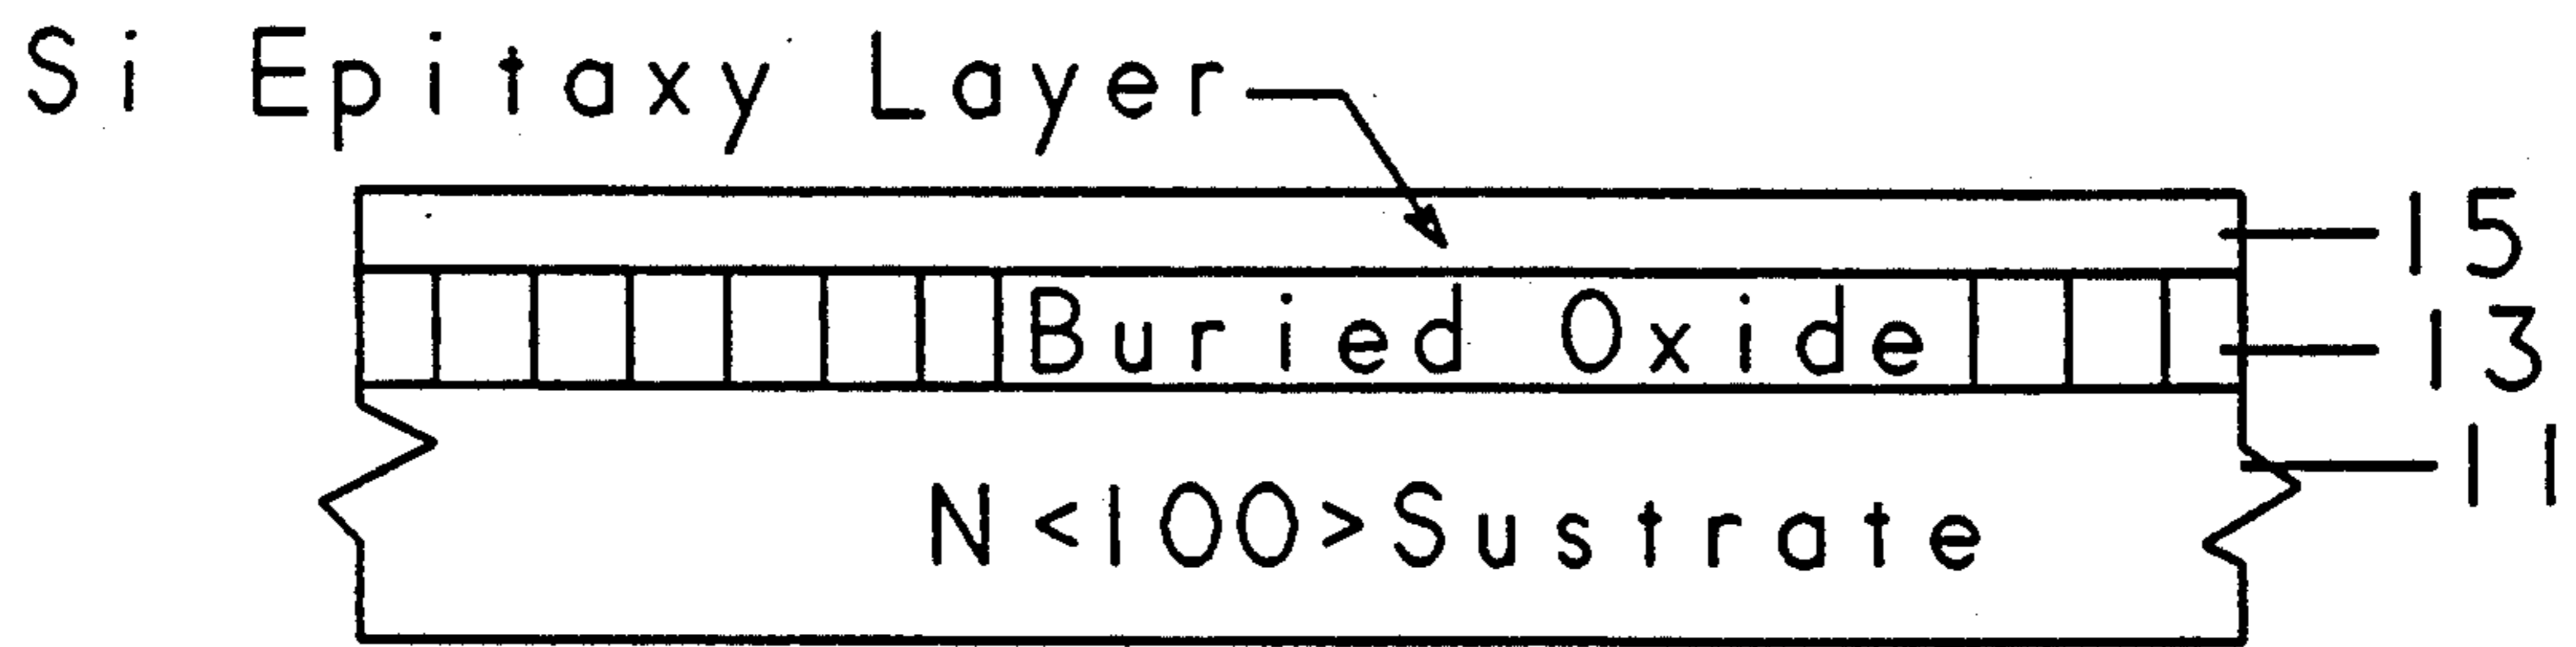 Si Epitaxy Layer
15
Buried Oxide
13
11
N<100>Sustrate